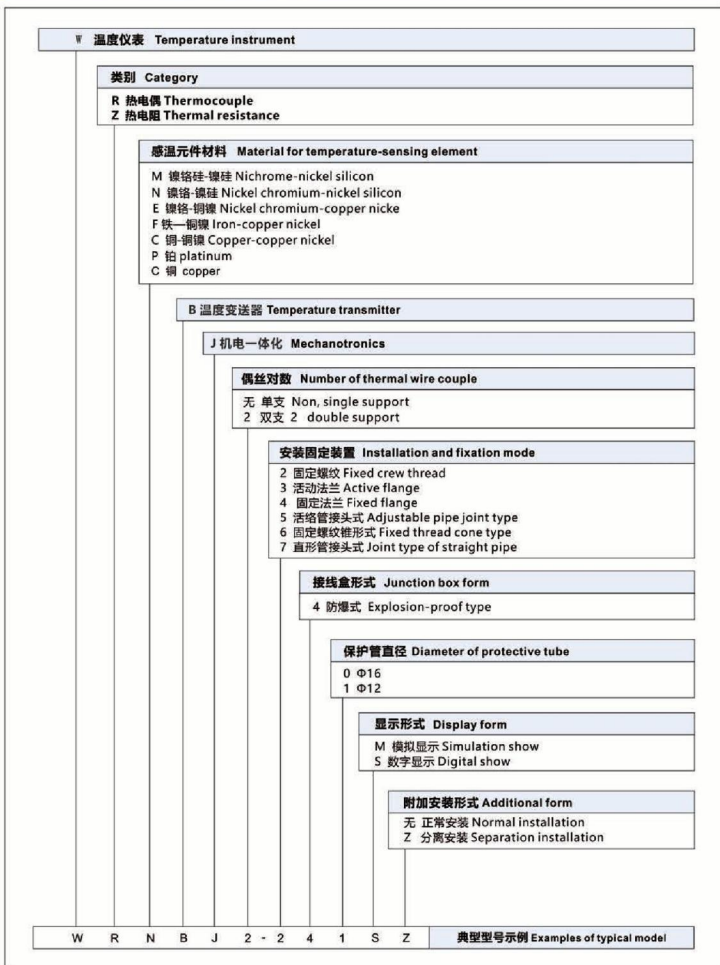 W 温度仪表 Temperature instrument
类别 Category
R 热电偶 Thermocouple
Z 热电阻 Thermal resistance
感温元件材料 Material for temperature-sensing element
M 镍铬硅-镍硅 Nichrome-nickel silicon
N 镍铬-镍硅 Nickel chromium-nickel silicon
E 镍铬-铜镍 Nickel chromium-copper nicke
F 铁—铜镍 Iron-copper nickel
C 铜-铜镍 Copper-copper nickel
P 铂 platinum
C 铜 copper
B 温度变送器 Temperature transmitter
J 机电一体化 Mechanotronics
偶丝对数 Number of thermal wire couple
无 单支 Non, single support
2 双支 2 double support
安装固定装置 Installation and fixation mode
2 固定螺纹 Fixed crew thread
3 活动法兰 Active flange
4 固定法兰 Fixed flange
5 活络管接头式 Adjustable pipe joint type
6 固定螺纹锥形式 Fixed thread cone type
7 直形管接头式 Joint type of straight pipe
接线盒形式 Junction box form
4 防爆式 Explosion-proof type
保护管直径 Diameter of protective tube
0 Φ16
1 Φ12
显示形式 Display form
M 模拟显示 Simulation show
S 数字显示 Digital show
附加安装形式 Additional form
无 正常安装 Normal installation
Z 分离安装 Separation installation
W R N B J 2 - 2 4 1 S Z 典型型号示例 Examples of typical model